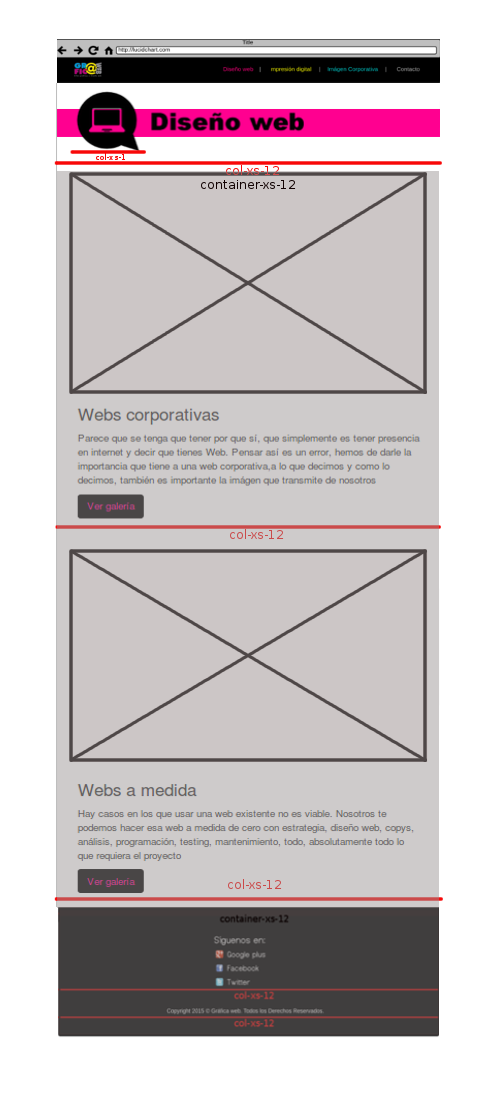 Title
http://lucidchart.com
Diseño web | mpresión digital | Imágen Corporativa | Contacto
Diseño web
col-xs-1
col-xs-12
container-xs-12
Webs corporativas
Parece que se tenga que tener por que sí, que simplemente es tener presencia
en internet y decir que tienes Web. Pensar así es un error, hemos de darle la
importancia que tiene a una web corporativa,a lo que decimos y como lo
decimos, también es importante la imágen que transmite de nosotros
Ver galería
col-xs-12
Webs a medida
Hay casos en los que usar una web existente no es viable. Nosotros te
podemos hacer esa web a medida de cero con estrategia, diseño web, copys,
análisis, programación, testing, mantenimiento, todo, absolutamente todo lo
que requiera el proyecto
Ver galería
col-xs-12
container-xs-12
Síguenos en:
Google plus
Facebook
Twitter
col-xs-12
Copyright 2015 © Gráfica web. Todos los Derechos Reservados.
col-xs-12